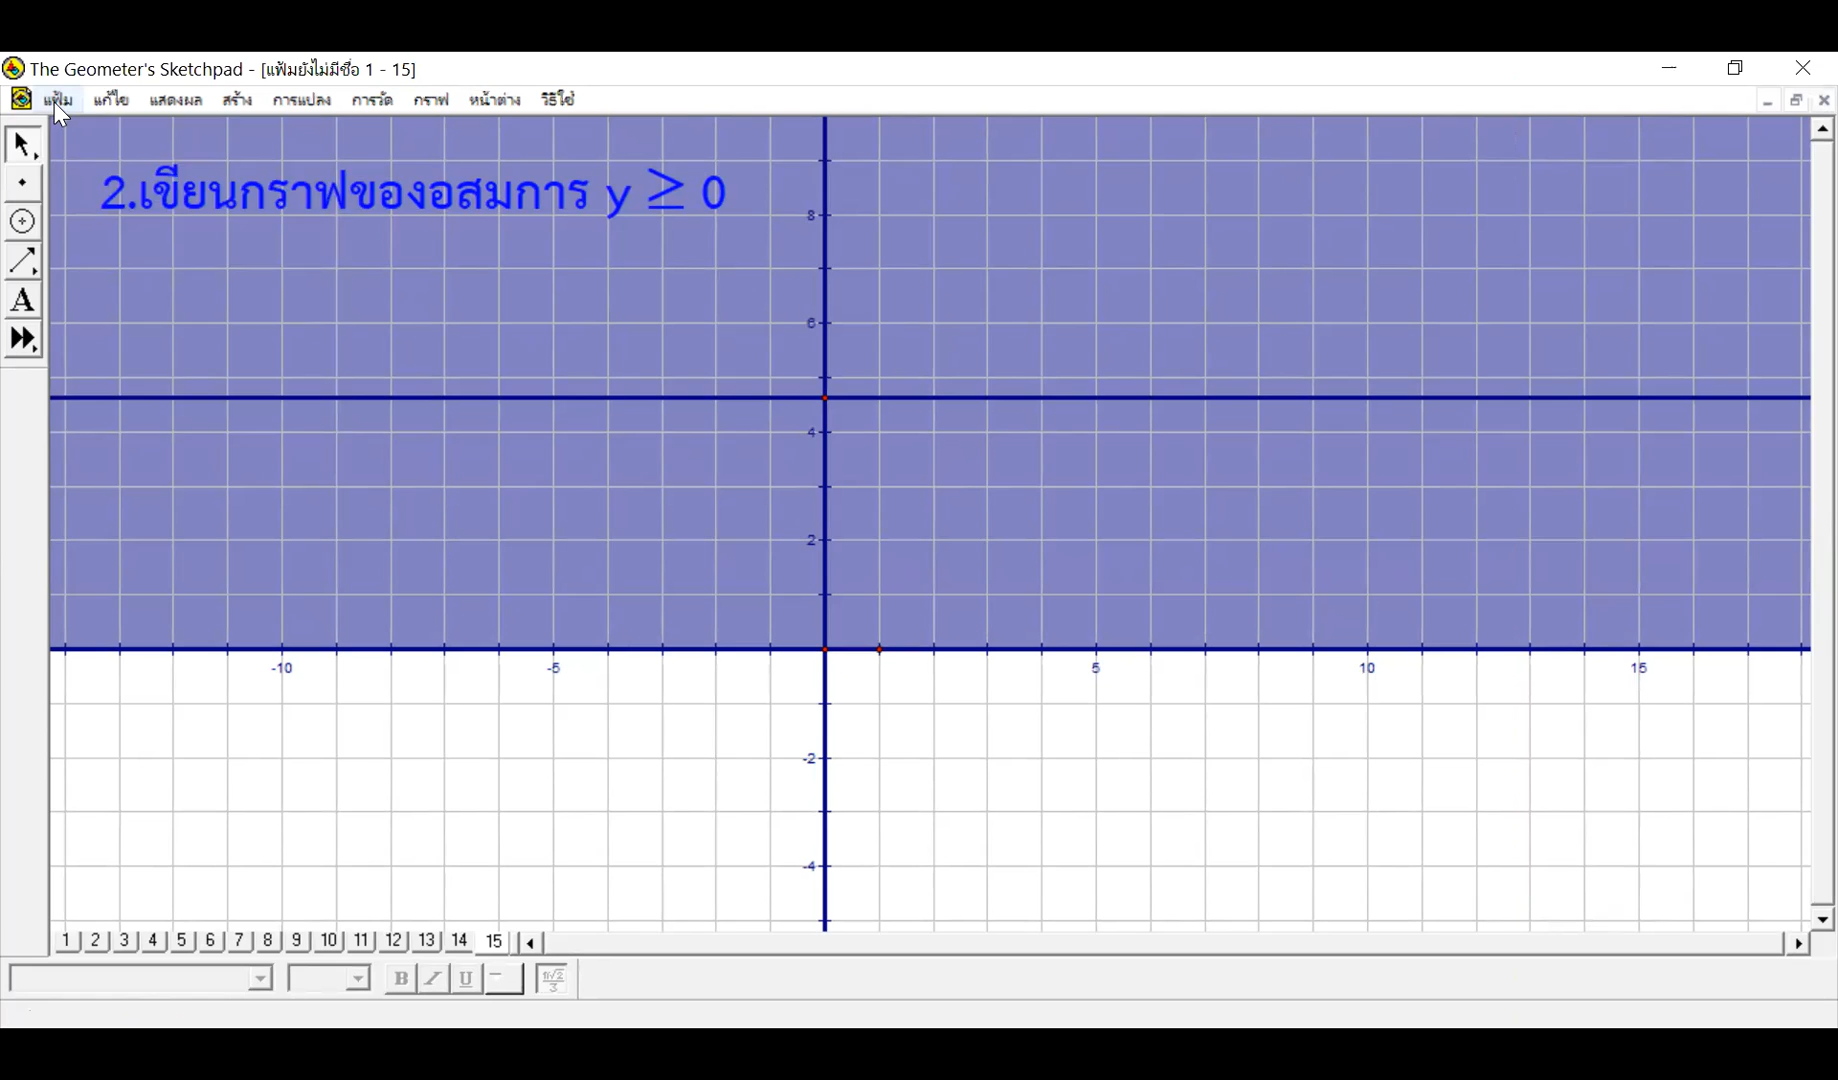 The Geometer's Sketchpad - [แฟ้มยังไม่มีชื่อ 1 - 15]
แฟ้ม แก้ไข แสดงผล สร้าง การแปลง การวัด กราฟ หน้าต่าง วิธีใช้
2.เขียนกราฟของอสมการ y ≥ 0
8
6
4
2
-10 -5 5 10 15
-2
-4
A
1 2 3 4 5 6 7 8 9 10 11 12 13 14 15
B I U